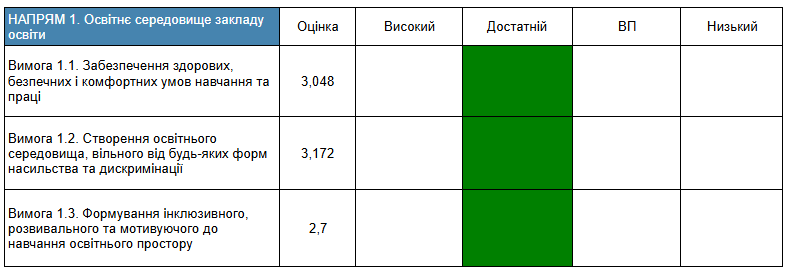 НАПРЯМ 1. Освітнє середовище закладу
освіти
Оцінка
Високий
Достатній
ВП
Низький
Вимога 1.1. Забезпечення здорових,
безпечних і комфортних умов навчання та
праці
3,048
Вимога 1.2. Створення освітнього
середовища, вільного від будь-яких форм
насильства та дискримінації
3,172
Вимога 1.3. Формування інклюзивного,
розвивального та мотивуючого до
навчання освітнього простору
2,7